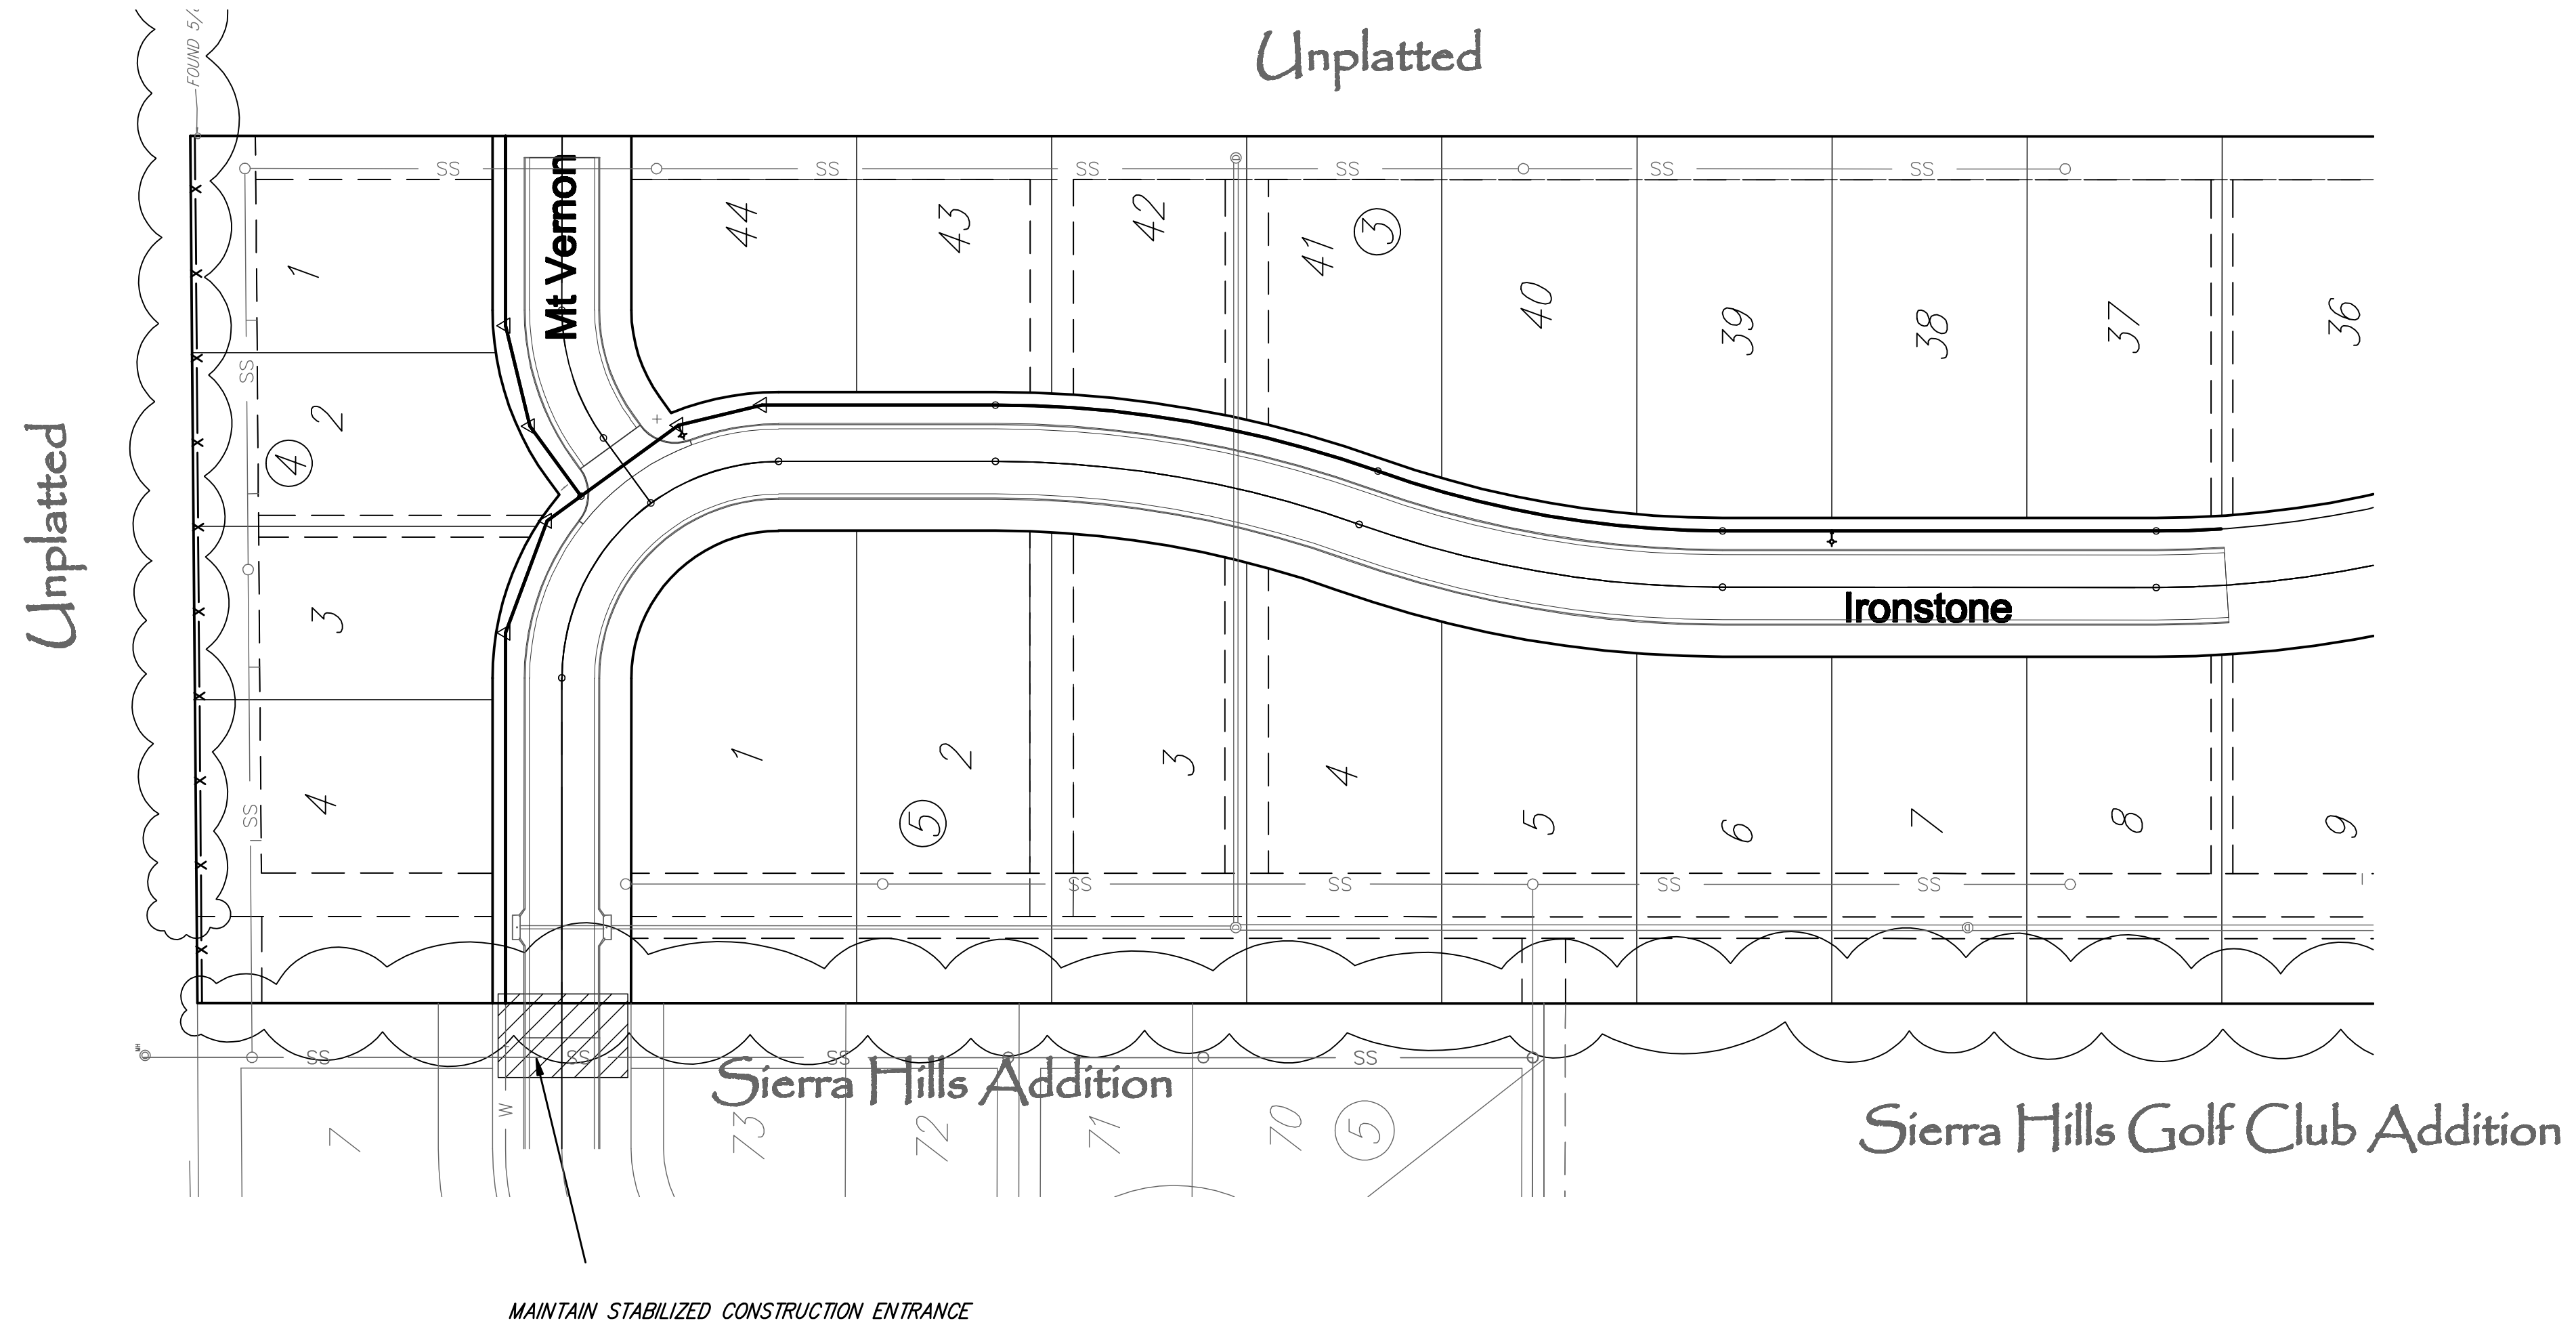 FOUND 5/
Unplatted
SS SS SS SS SS SS
Mt Vernon
44
43
42
41
3
40
39
38
37
36
1
2
4
3
4
SS
SS
Unplatted
Ironstone
1
2
5
3
4
5
6
7
8
9
SS SS SS SS
MH
SS SS SS SS
Sierra Hills Addition
W
7
73
72
71
70
5
Sierra Hills Golf Club Addition
MAINTAIN STABILIZED CONSTRUCTION ENTRANCE